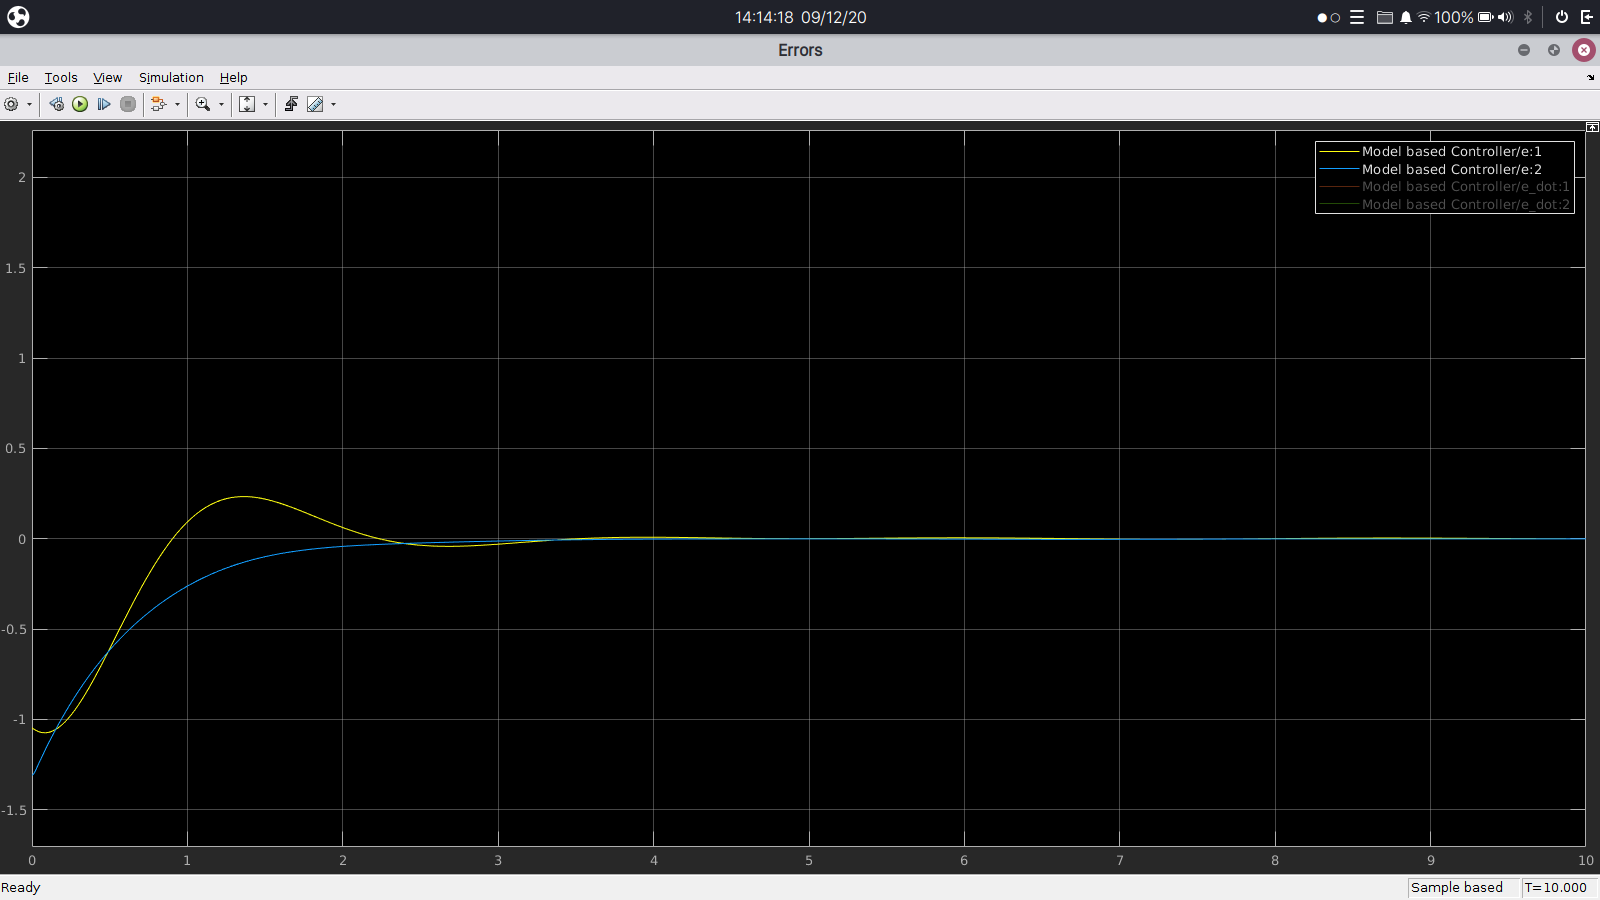 14:14:18 09/12/20
100%
Errors
File Tools View Simulation Help
Model based Controller/e:1
Model based Controller/e:2
Model based Controller/e_dot:1
Model based Controller/e_dot:2
2
1.5
1
0.5
0
-0.5
-1
-1.5
0 1 2 3 4 5 6 7 8 9 10
Ready
Sample based
T=10.000